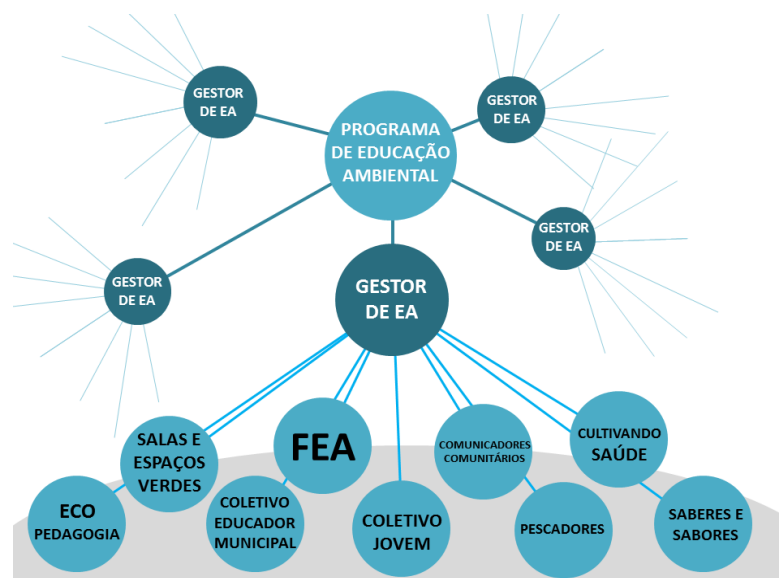 GESTOR
DE EA
PROGRAMA
DE EDUCAÇÃO
AMBIENTAL
GESTOR
DE EA
GESTOR
DE EA
GESTOR
DE EA
GESTOR
DE EA
SALAS E
ESPAÇOS
VERDES
FEA
COMUNICADORES
COMUNITÁRIOS
CULTIVANDO
SAÚDE
ECO
PEDAGOGIA
COLETIVO
EDUCADOR
MUNICIPAL
COLETIVO
JOVEM
PESCADORES
SABERES E
SABORES